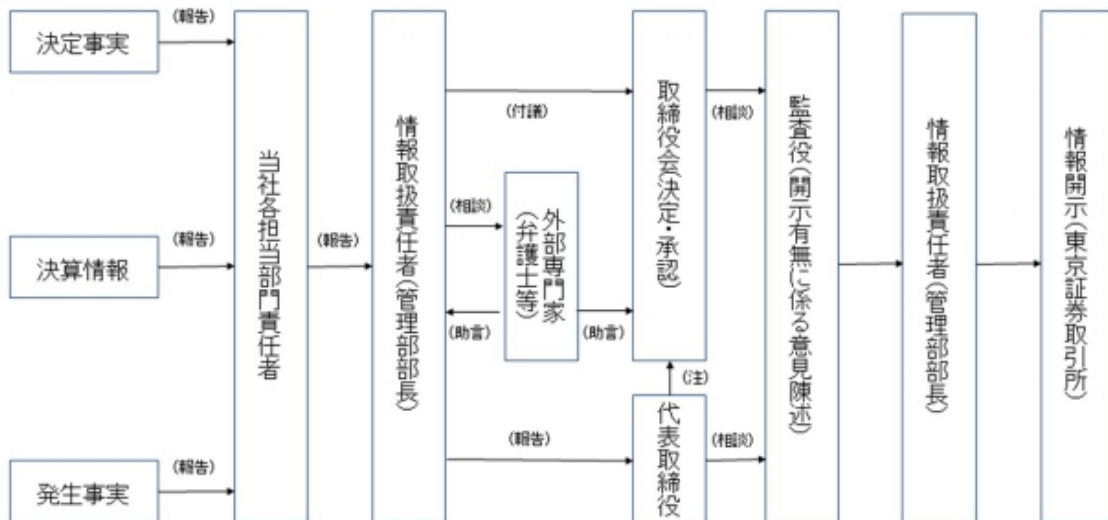 決定事実
(報告)
決算情報
(報告)
発生事実
(報告)
当社各担当部門責任者
(報告)
情報取扱責任者(管理部部長)
(付議)
(相談)
(助言)
外部専門家
(弁護士等)
(助言)
(報告)
取締役会(決定・承認)
(注)
代表取締役
(相談)
(相談)
監査役(開示有無に係る意見陳述)
情報取扱責任者(管理部部長)
情報開示(東京証券取引所)